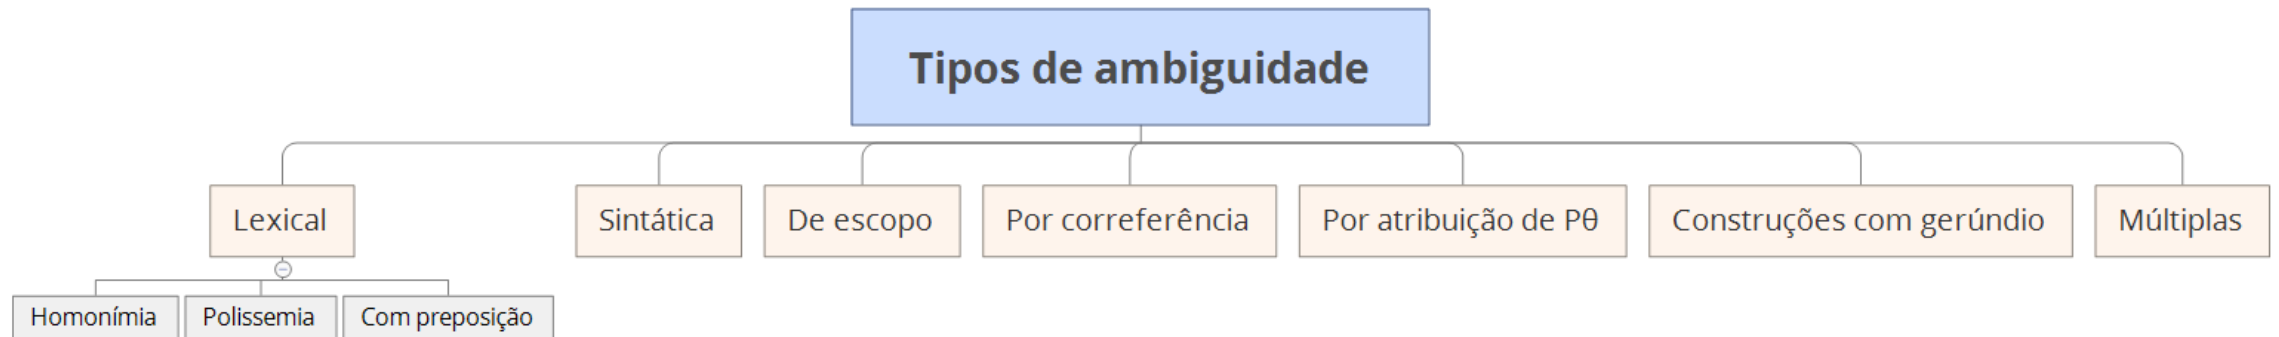 Tipos de ambiguidade
Lexical
Sintática
De escopo
Por correferência
Por atribuição de Pθ
Construções com gerúndio
Múltiplas
Homonímia
Polissemia
Com preposição